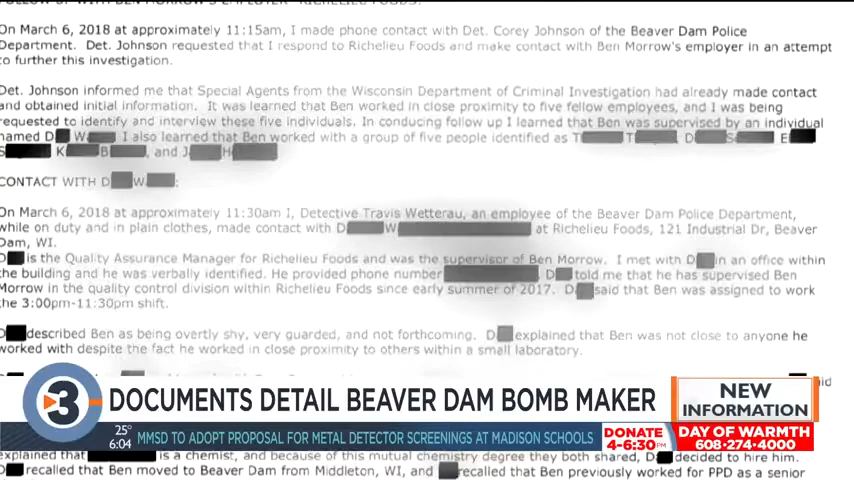 FOLLOW UP WITH BEN MORROW'S EMPLOYER "RICHELIEU FOODS:"
On March 6, 2018 at approximately 11:15am, I made phone contact with Det. Corey Johnson of the Beaver Dam Police
Department. Det. Johnson requested that I respond to Richelieu Foods and make contact with Ben Morrow's employer in an attempt
to further this investigation.
Det. Johnson informed me that Special Agents from the Wisconsin Department of Criminal Investigation had already made contact
and obtained initial information. It was learned that Ben worked in close proximity to five fellow employees, and I was being
requested to identify and interview these five individuals. In conducting follow up I learned that Ben was supervised by an individual
named D W I also learned that Ben worked with a group of five people identified as T T D S E
S K B , and J H
CONTACT WITH D W :
On March 6, 2018 at approximately 11:30am I, Detective Travis Wetterau, an employee of the Beaver Dam Police Department,
while on duty and in plain clothes, made contact with D W at Richelieu Foods, 121 Industrial Dr, Beaver
Dam, WI.
D is the Quality Assurance Manager for Richelieu Foods and was the supervisor of Ben Morrow. I met with D in an office within
the building and he was verbally identified. He provided phone number . D told me that he has supervised Ben
Morrow in the quality control division within Richelieu Foods since early summer of 2017. D said that Ben was assigned to work
the 3:00pm-11:30pm shift.
D described Ben as being overtly shy, very guarded, and not forthcoming. D explained that Ben was not close to anyone he
worked with despite the fact he worked in close proximity to others within a small laboratory.
3
DOCUMENTS DETAIL BEAVER DAM BOMB MAKER
NEW
INFORMATION
25°
6:04
MMSD TO ADOPT PROPOSAL FOR METAL DETECTOR SCREENINGS AT MADISON SCHOOLS
DONATE
4-6:30PM
DAY OF WARMTH
608-274-4000
explained that is a chemist, and because of this mutual chemistry degree they both shared, D decided to hire him.
D recalled that Ben moved to Beaver Dam from Middleton, WI, and recalled that Ben previously worked for PPD as a senior